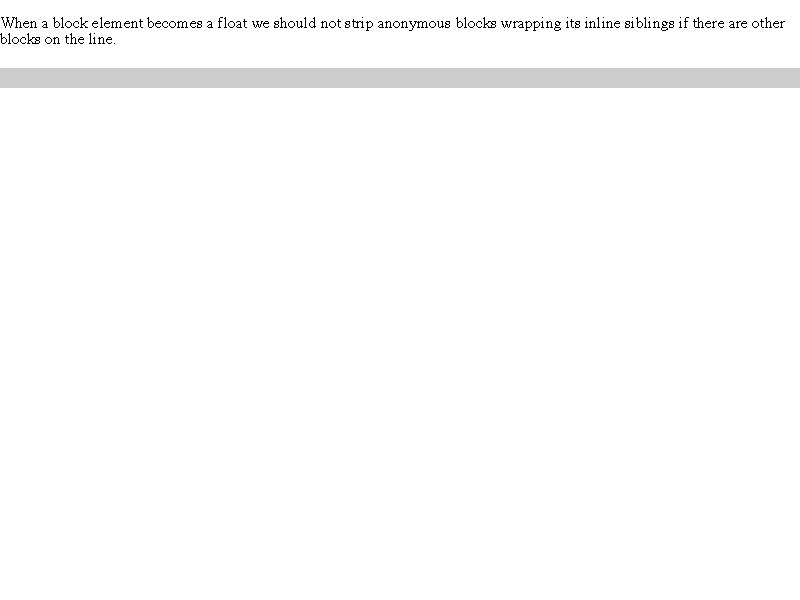 When a block element becomes a float we should not strip anonymous blocks wrapping its inline siblings if there are other
blocks on the line.